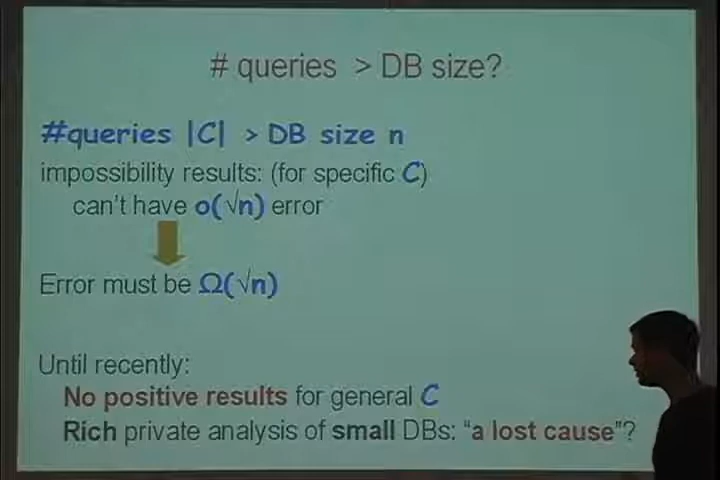 # queries > DB size?
#queries |C| > DB size n
impossibility results: (for specific C)
can't have o(√n) error
Error must be Ω(√n)
Until recently:
No positive results for general C
Rich private analysis of small DBs: “a lost cause”?